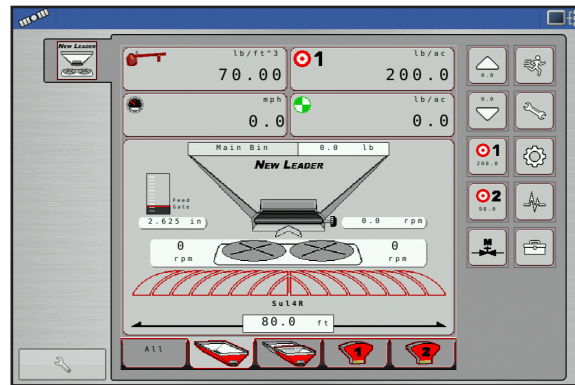 NEW LEADER
lb/ft^3
70.00
1
lb/ac
200.0
mph
0.0
lb/ac
0.0
Main Bin 0.0 lb
NEW LEADER
Feed
Gate
2.625 in
0.0 rpm
0
rpm
0
rpm
Sul4R
80.0 ft
All
1
2
0.0
0.0
1
200.0
2
90.0
M